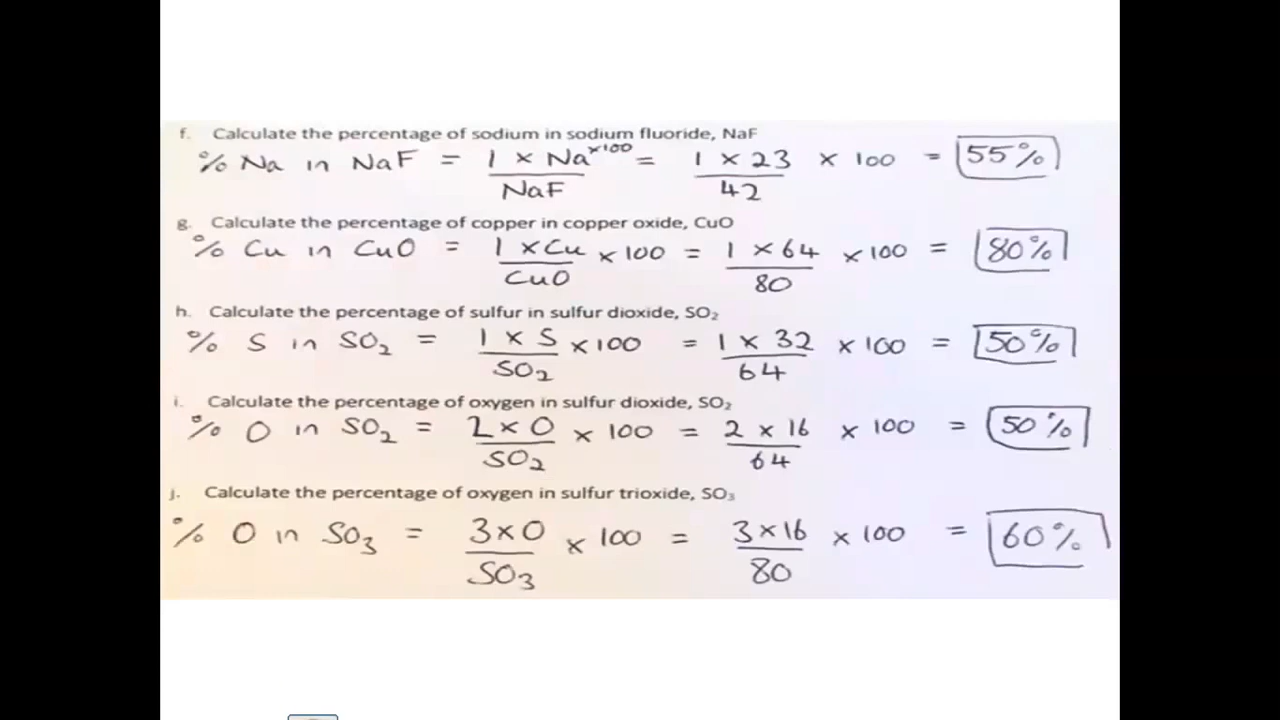 f. Calculate the percentage of sodium in sodium fluoride, NaF
% Na in NaF = 1 x Na x100 / NaF = 1 x 23 / 42 x 100 = 55%
g. Calculate the percentage of copper in copper oxide, CuO
% Cu in CuO = 1 x Cu / CuO x 100 = 1 x 64 / 80 x 100 = 80%
h. Calculate the percentage of sulfur in sulfur dioxide, SO₂
% S in SO₂ = 1 x S / SO₂ x 100 = 1 x 32 / 64 x 100 = 50%
i. Calculate the percentage of oxygen in sulfur dioxide, SO₂
% O in SO₂ = 2 x O / SO₂ x 100 = 2 x 16 / 64 x 100 = 50%
j. Calculate the percentage of oxygen in sulfur trioxide, SO₃
% O in SO₃ = 3 x O / SO₃ x 100 = 3 x 16 / 80 x 100 = 60%